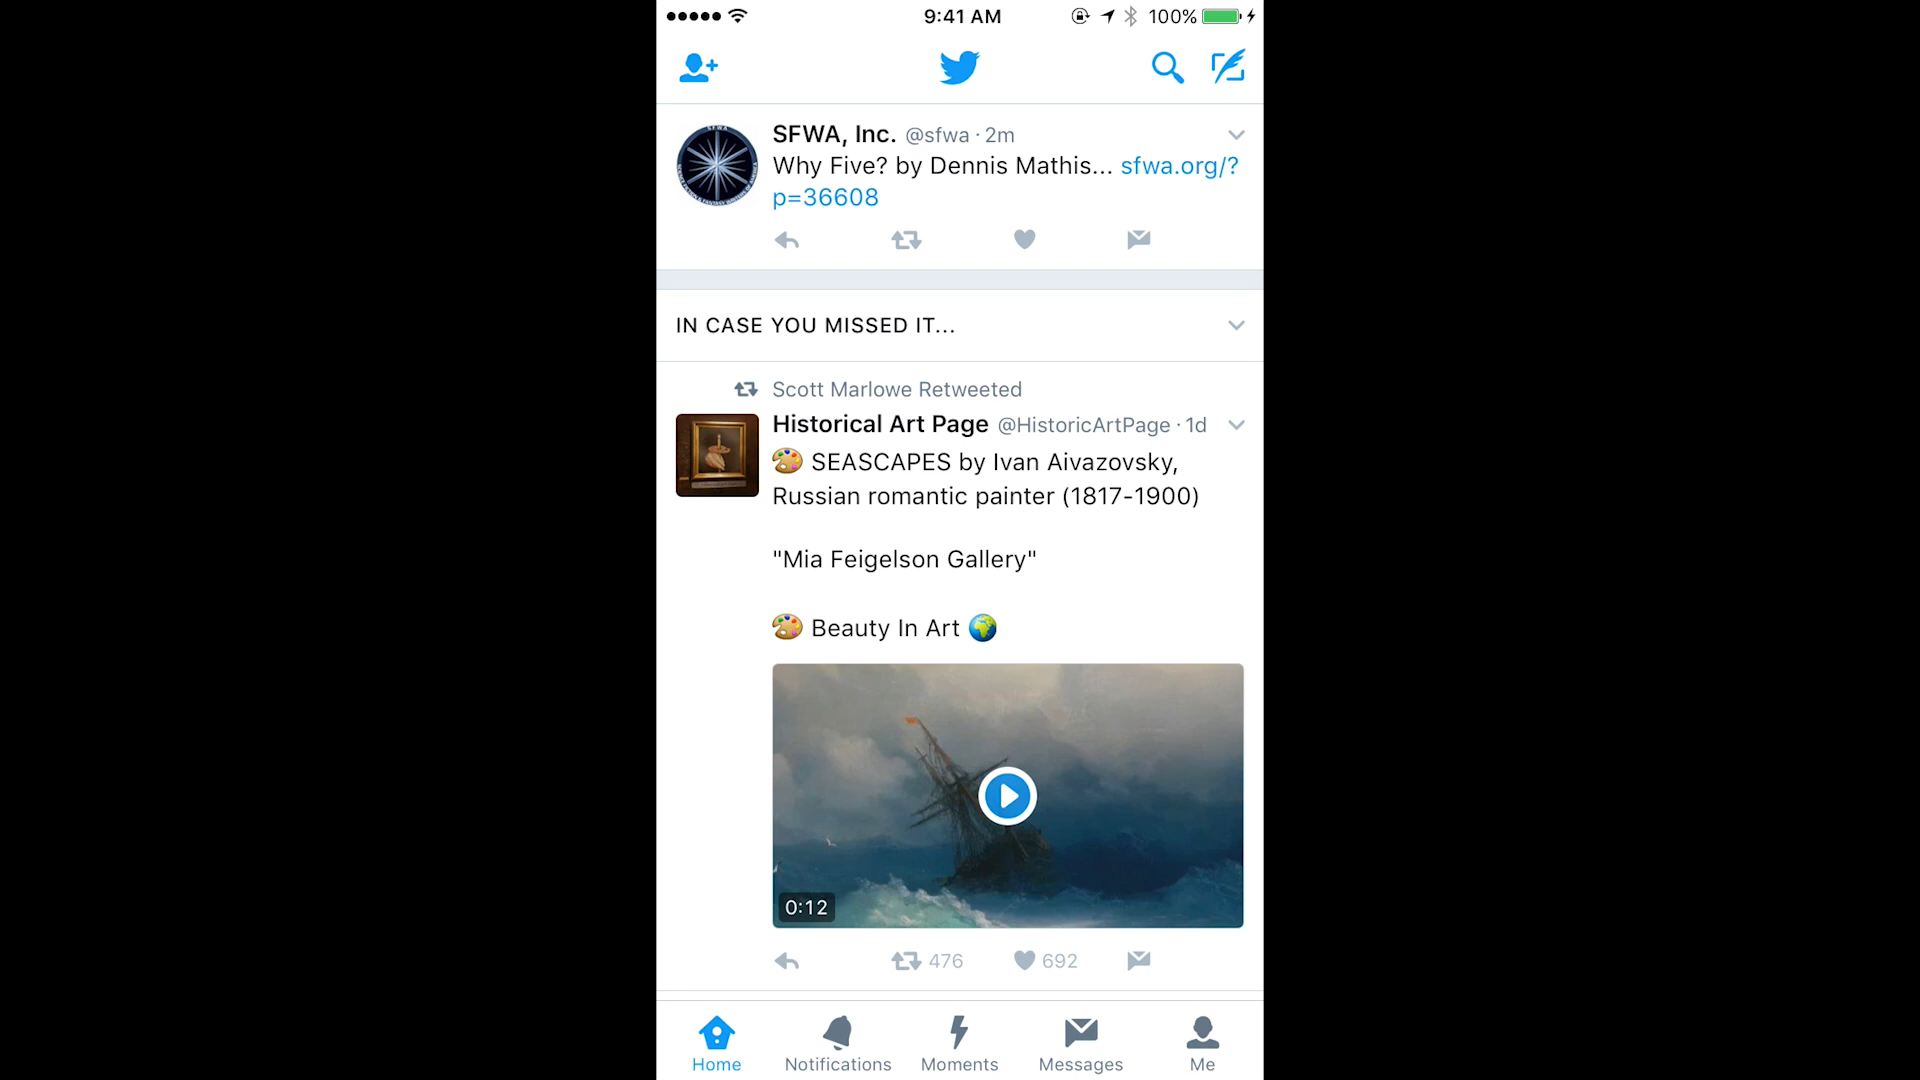 9:41 AM
100%
SFWA, Inc. @sfwa · 2m
Why Five? by Dennis Mathis... sfwa.org/?
p=36608
IN CASE YOU MISSED IT...
Scott Marlowe Retweeted
Historical Art Page @HistoricArtPage · 1d
🎨 SEASCAPES by Ivan Aivazovsky,
Russian romantic painter (1817-1900)
"Mia Feigelson Gallery"
🎨 Beauty In Art 🌍
0:12
476 692
Home Notifications Moments Messages Me